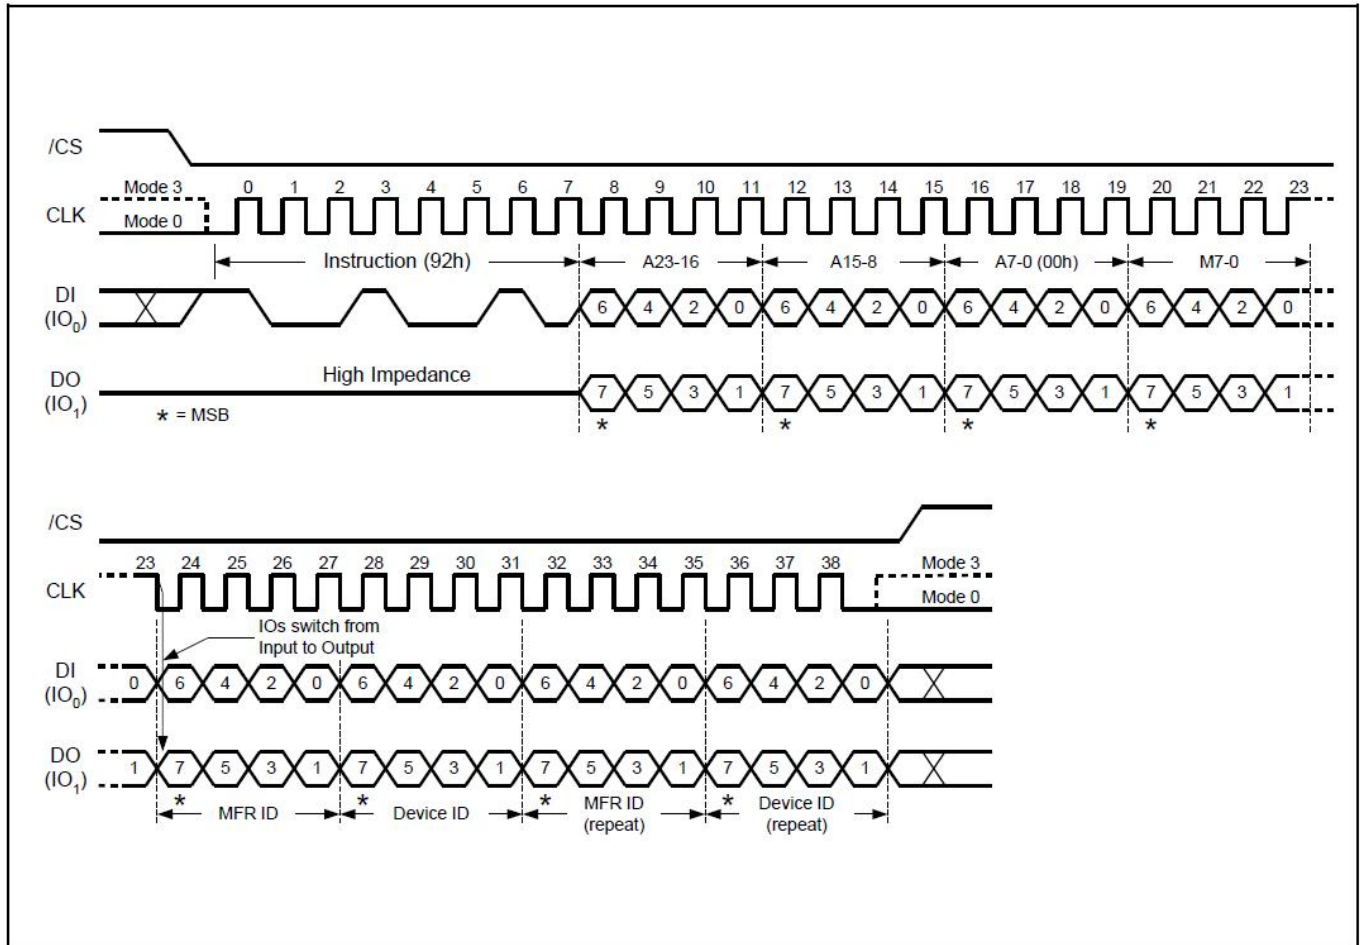 /CS
Mode 3 0 1 2 3 4 5 6 7 8 9 10 11 12 13 14 15 16 17 18 19 20 21 22 23
CLK
Mode 0
Instruction (92h) A23-16 A15-8 A7-0 (00h) M7-0
DI
(IO0)
6 4 2 0 6 4 2 0 6 4 2 0 6 4 2 0
High Impedance
DO
(IO1)
7 5 3 1 7 5 3 1 7 5 3 1 7 5 3 1
* = MSB
* * * *
/CS
23 24 25 26 27 28 29 30 31 32 33 34 35 36 37 38 Mode 3
CLK
Mode 0
IOs switch from
Input to Output
DI
(IO0)
0 6 4 2 0 6 4 2 0 6 4 2 0 6 4 2 0
DO
(IO1)
1 7 5 3 1 7 5 3 1 7 5 3 1 7 5 3 1
* * * *
MFR ID Device ID MFR ID
(repeat)
Device ID
(repeat)